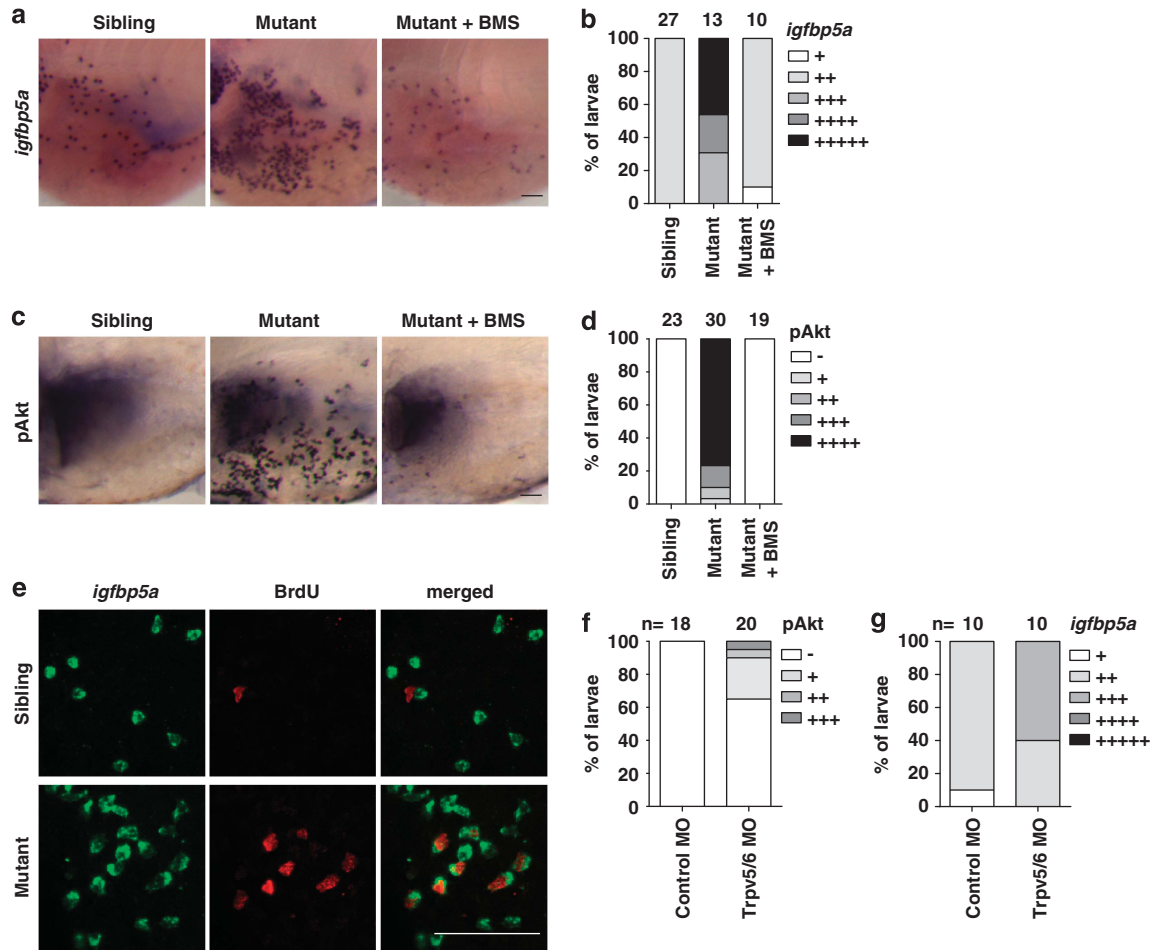 a
Sibling
Mutant
Mutant + BMS
igfbp5a
b
27
13
10
igfbp5a
+
++
+++
++++
+++++
% of larvae
100
80
60
40
20
0
Sibling
Mutant
Mutant
+ BMS
c
Sibling
Mutant
Mutant + BMS
pAkt
d
23
30
19
pAkt
-
+
++
+++
++++
% of larvae
100
80
60
40
20
0
Sibling
Mutant
Mutant
+ BMS
e
igfbp5a
BrdU
merged
Sibling
Mutant
f
n= 18
20
pAkt
-
+
++
+++
% of larvae
100
80
60
40
20
0
Control MO
Trpv5/6 MO
g
n= 10
10
igfbp5a
+
++
+++
++++
+++++
% of larvae
100
80
60
40
20
0
Control MO
Trpv5/6 MO